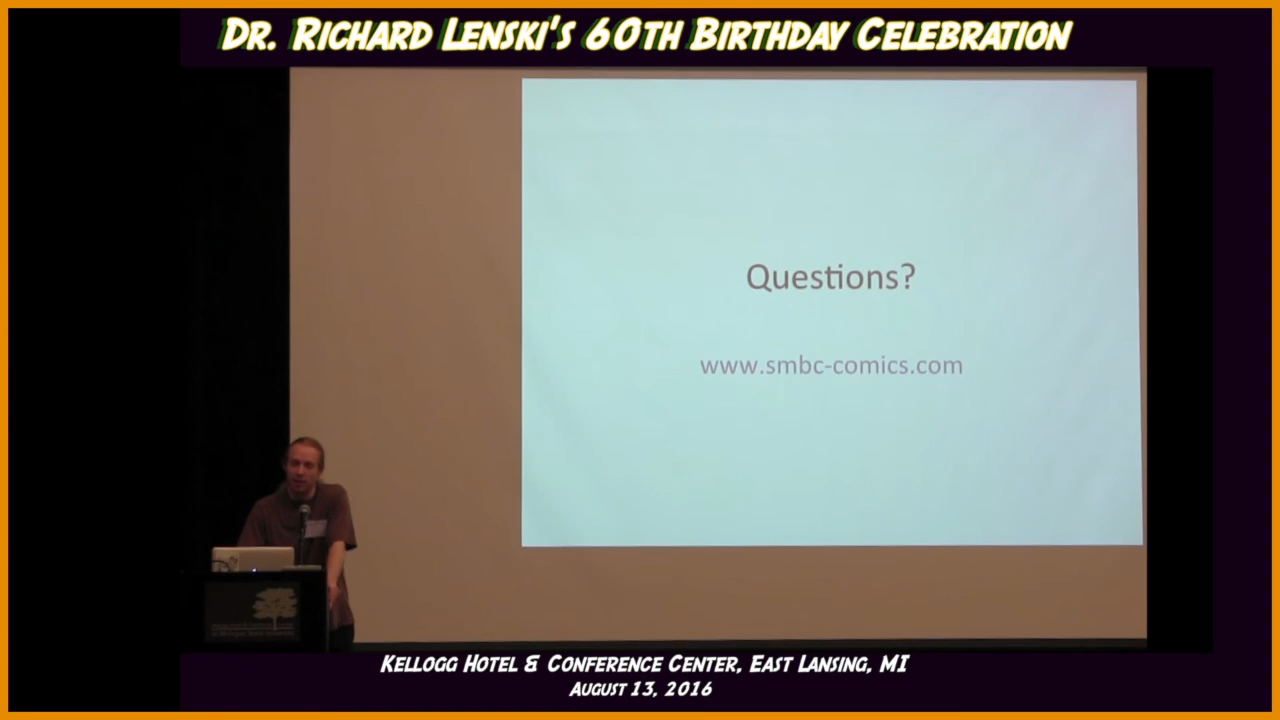 Dr. Richard Lenski's 60th Birthday Celebration
Questions?
www.smbc-comics.com
Kellogg Hotel & Conference Center, East Lansing, MI
August 13, 2016